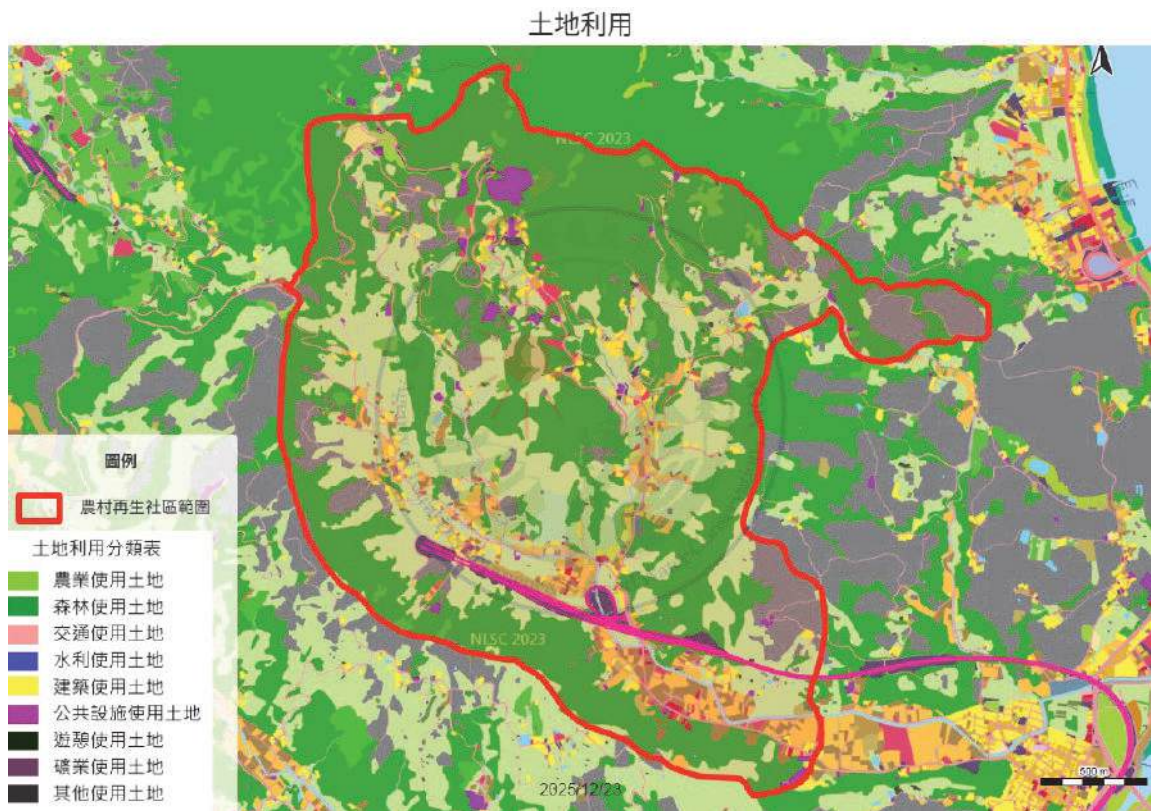 土地利用
NLSC 2023
3
圖例
農村再生社區範圍
土地利用分類表
農業使用土地
森林使用土地
交通使用土地
水利使用土地
建築使用土地
公共設施使用土地
遊憩使用土地
礦業使用土地
其他使用土地
NLSC 2023
2025/12/23
500 m